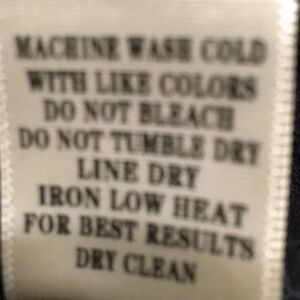 MACHINE WASH COLD
WITH LIKE COLORS
DO NOT BLEACH
DO NOT TUMBLE DRY
LINE DRY
IRON LOW HEAT
FOR BEST RESULTS
DRY CLEAN